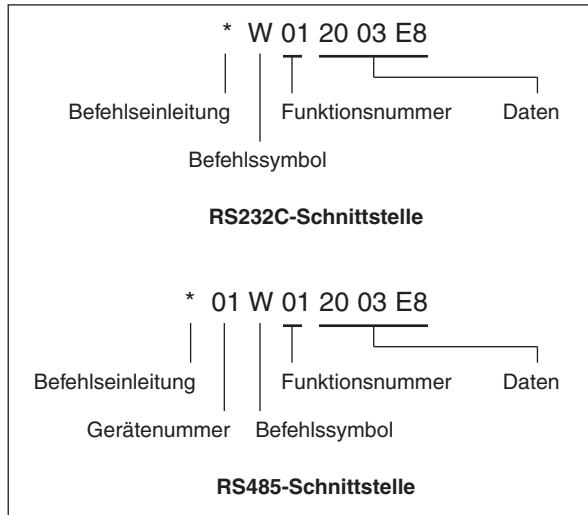 * W 01 20 03 E8
Befehlseinleitung Funktionsnummer Daten
Befehlssymbol
RS232C-Schnittstelle
* 01 W 01 20 03 E8
Befehlseinleitung Funktionsnummer Daten
Gerätenummer Befehlssymbol
RS485-Schnittstelle